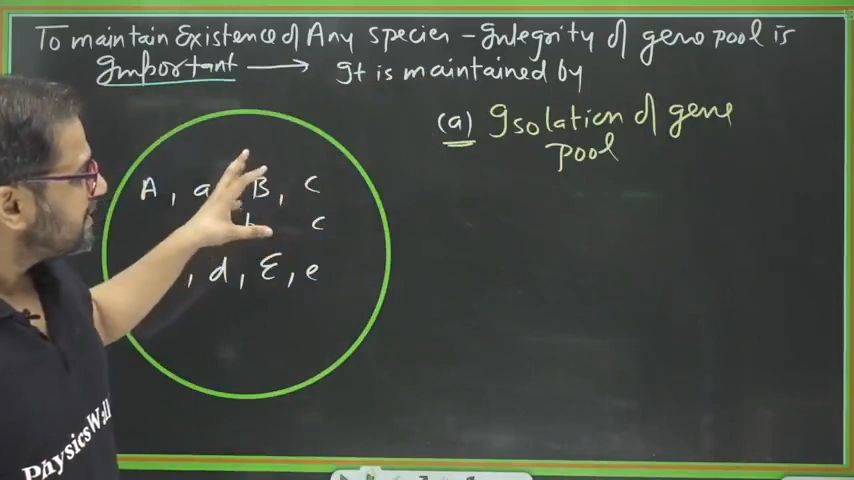 To maintain Existence of Any species - Integrity of gene pool is
Important → It is maintained by
(a) Isolation of gene
pool
A , a B , C
c
, d , E , e
PhysicsWall